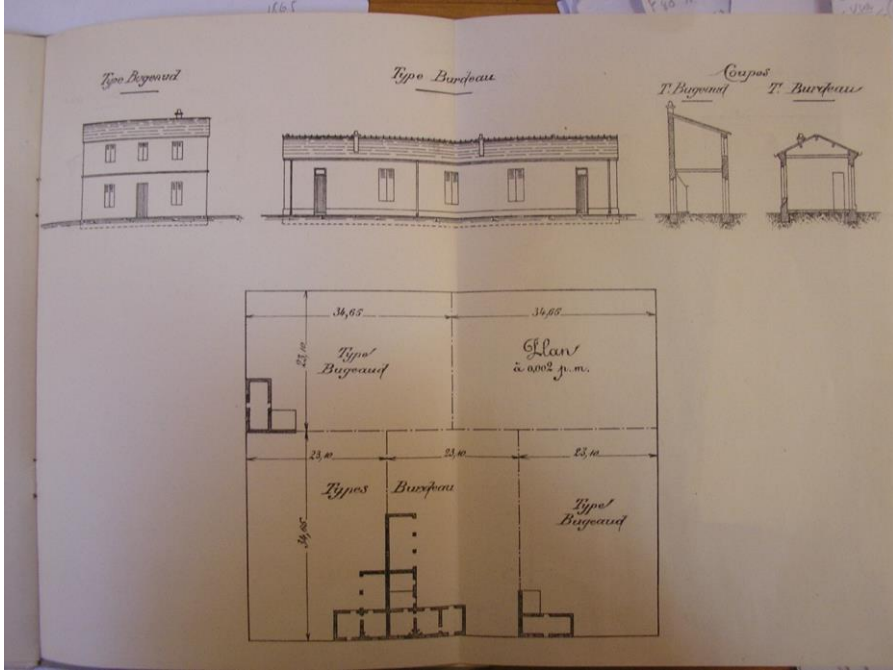 1665
Type Bugeaud
Type Burdeau
Coupes
T. Bugeaud
T. Burdeau
34,65
34,65
23,10
Type
Bugeaud
Plan
à 0,002 p.m.
23,10
23,10
23,10
Types Burdeau
34,65
Type
Bugeaud